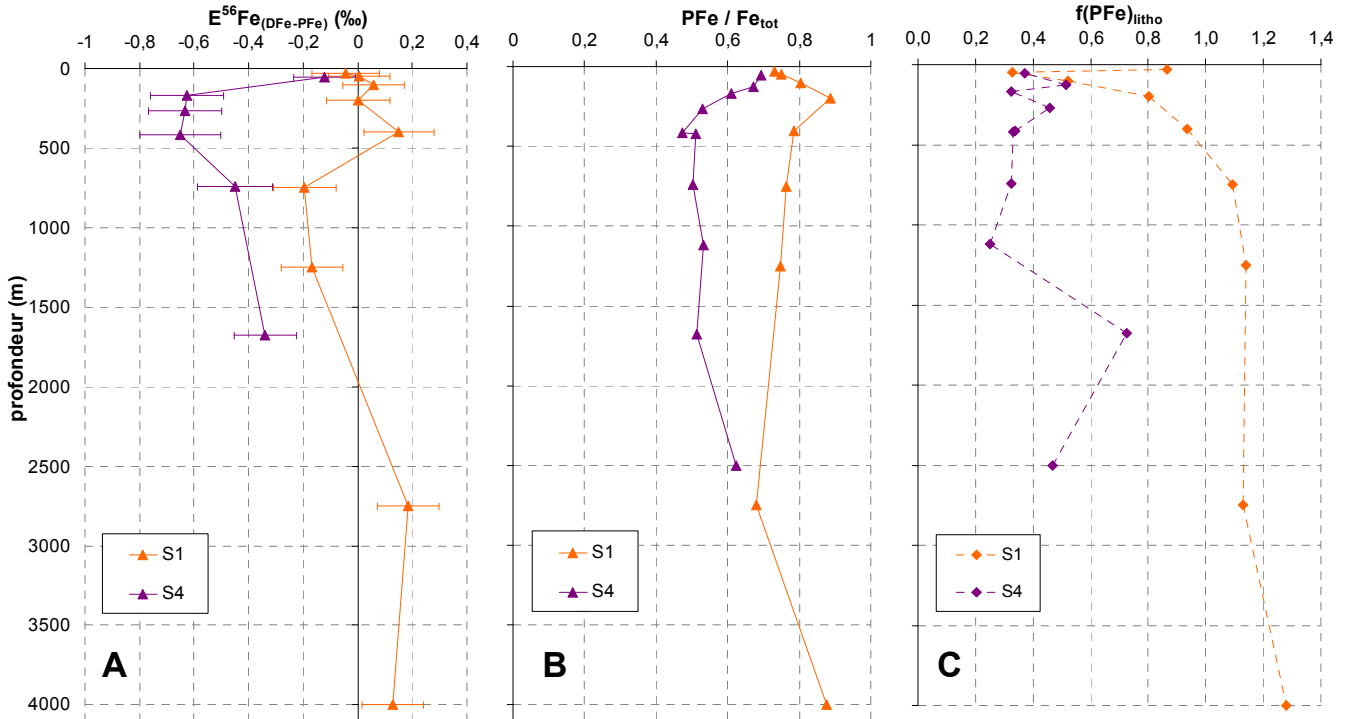 E⁵⁶Fe(DFe-PFe) (‰)
-1 -0,8 -0,6 -0,4 -0,2 0 0,2 0,4
PFe / Fetot
0 0,2 0,4 0,6 0,8 1
f(PFe)litho
0,0 0,2 0,4 0,6 0,8 1,0 1,2 1,4
profondeur (m)
0
500
1000
1500
2000
2500
3000
3500
4000
S1
S4
A
S1
S4
B
S1
S4
C